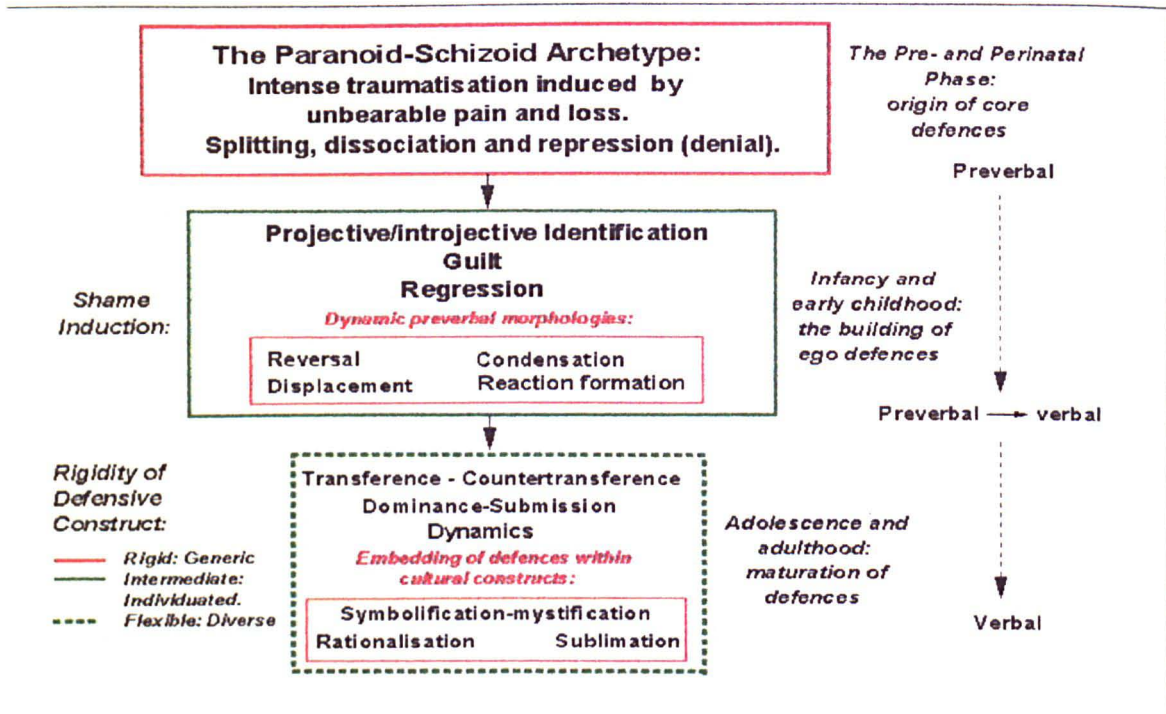 The Paranoid-Schizoid Archetype:
Intense traumatisation induced by
unbearable pain and loss.
Splitting, dissociation and repression (denial).
The Pre- and Perinatal
Phase:
origin of core
defences
Preverbal
Projective/introjective Identification
Guilt
Regression
Dynamic preverbal morphologies:
Reversal Condensation
Displacement Reaction formation
Shame
Induction:
Infancy and
early childhood:
the building of
ego defences
Preverbal verbal
Transference - Countertransference
Dominance-Submission
Dynamics
Embedding of defences within
cultural constructs:
Symbolification-mystification
Rationalisation Sublimation
Rigidity of
Defensive
Construct:
Rigid: Generic
Intermediate:
Individuated.
Flexible: Diverse
Adolescence and
adulthood:
maturation of
defences
Verbal